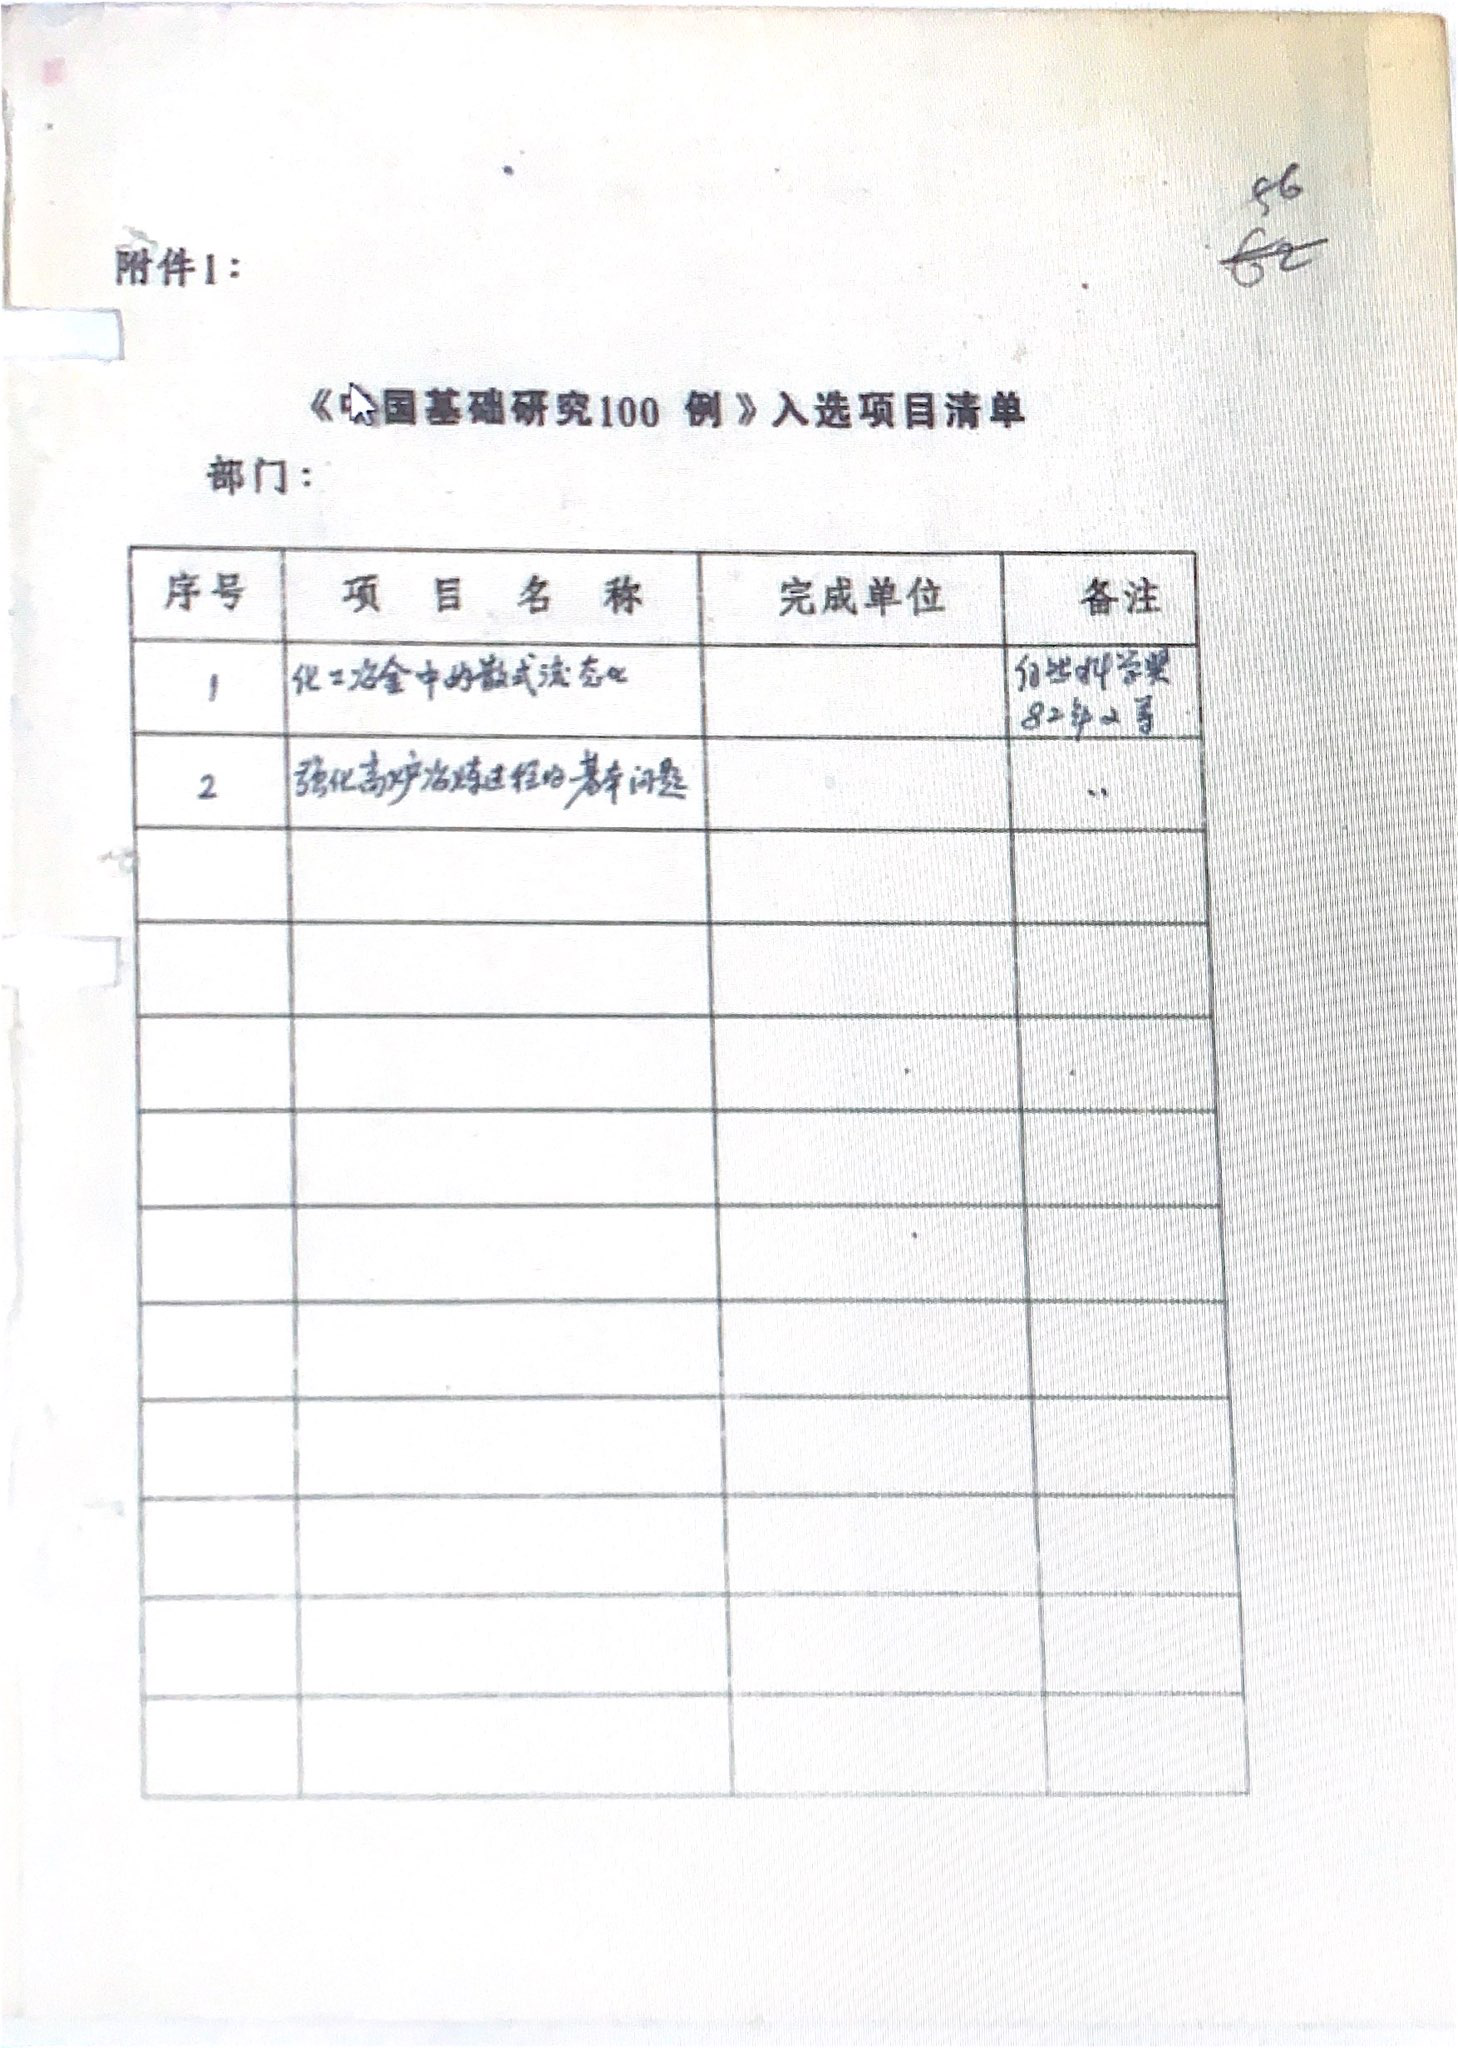 56
62
附件1:
《中国基础研究100 例》入选项目清单
部门:
序号 项目名称 完成单位 备注
1 化工冶金中的散式流态化 自然科学奖
82年2等
2 强化高炉冶炼过程的基本问题 〃